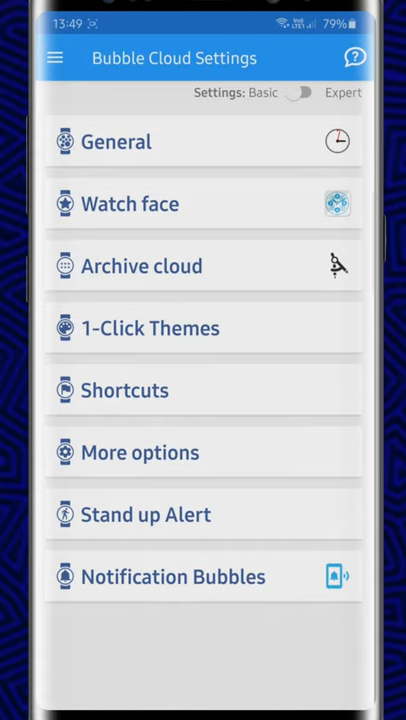 13:49 79%
Bubble Cloud Settings
Settings: Basic Expert
General
Watch face
Archive cloud
1-Click Themes
Shortcuts
More options
Stand up Alert
Notification Bubbles